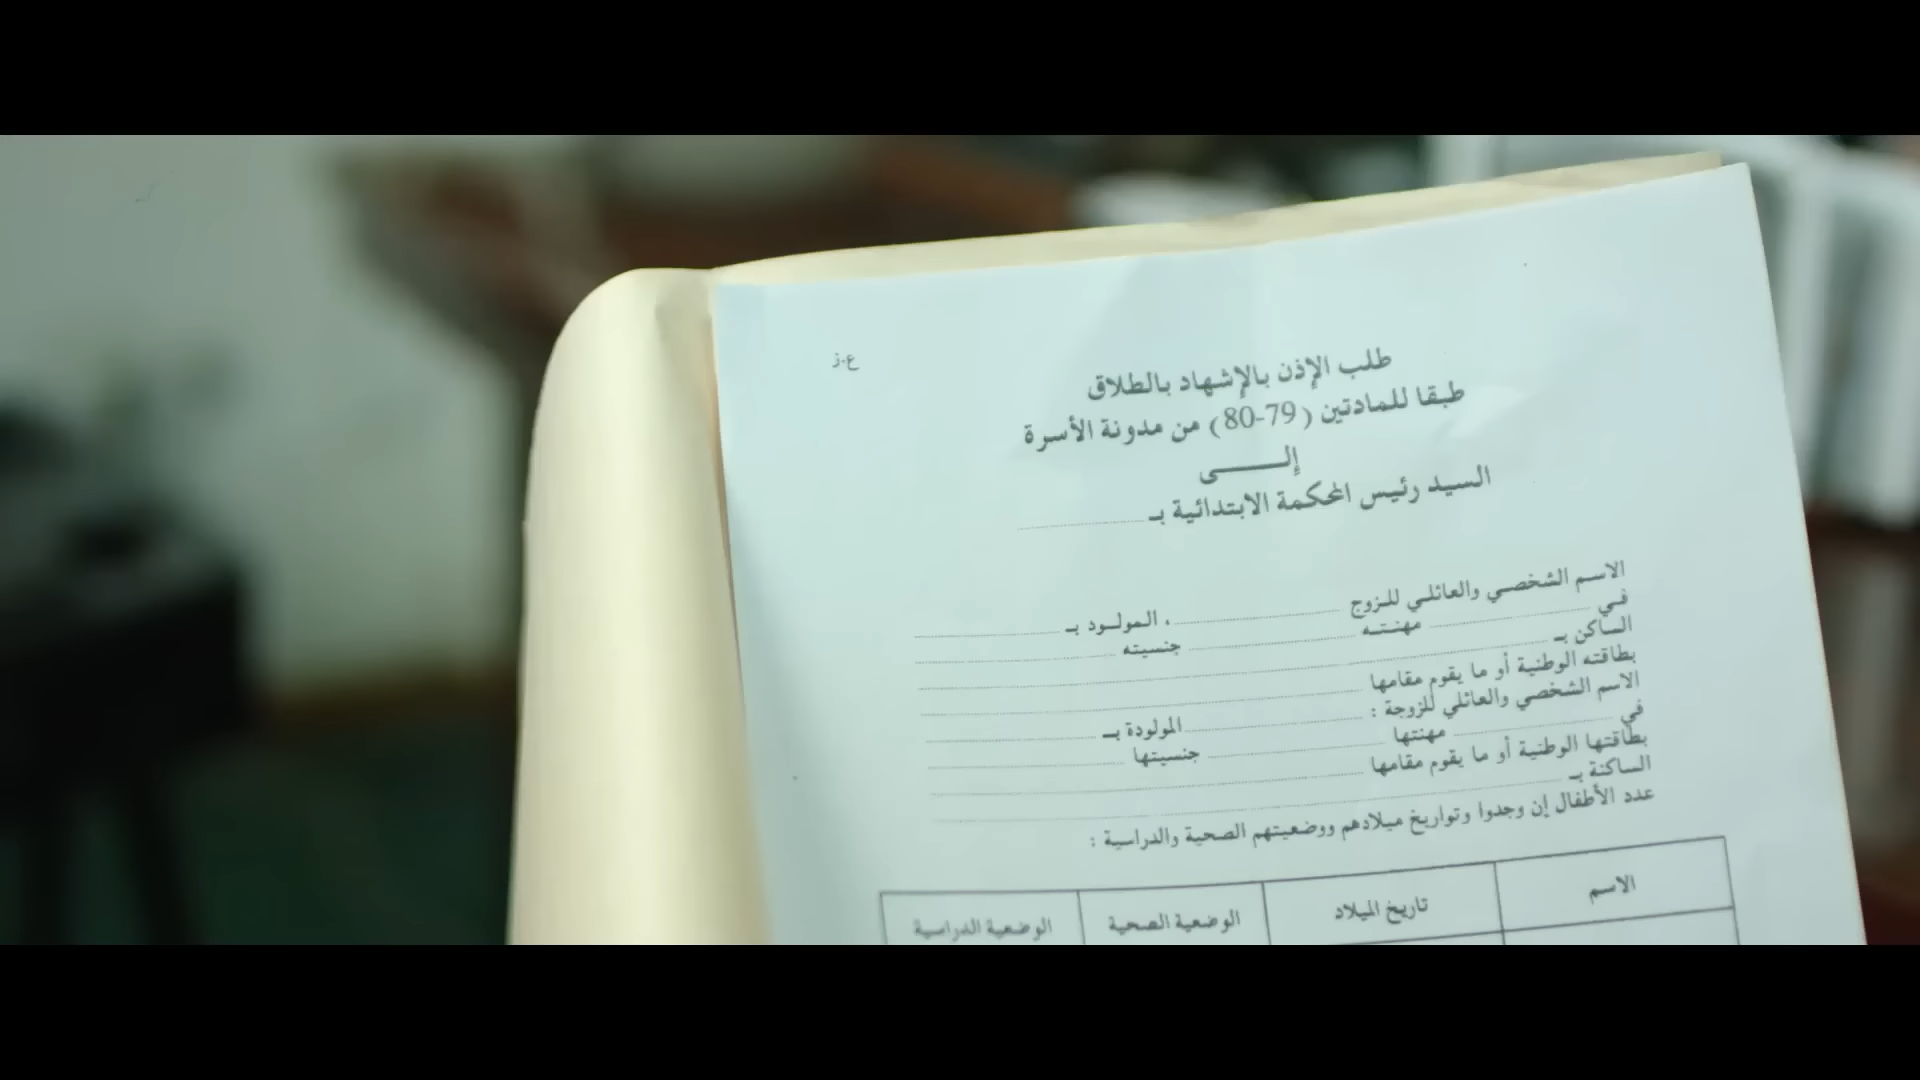 ع.ز
طلب الإذن بالإشهاد بالطلاق
طبقا للمادتين (79-80) من مدونة الأسرة
إلـــــــى
السيد رئيس المحكمة الابتدائية بـ
الاسم الشخصي والعائلي للزوج ، المولود بـ
في مهنته جنسيته
الساكن بـ
بطاقته الوطنية أو ما يقوم مقامها
الاسم الشخصي والعائلي للزوجة : المولودة بـ
في مهنتها جنسيتها
بطاقتها الوطنية أو ما يقوم مقامها
الساكنة بـ
عدد الأطفال إن وجدوا وتواريخ ميلادهم ووضعيتهم الصحية والدراسية :
الاسم تاريخ الميلاد الوضعية الصحية الوضعية الدراسية